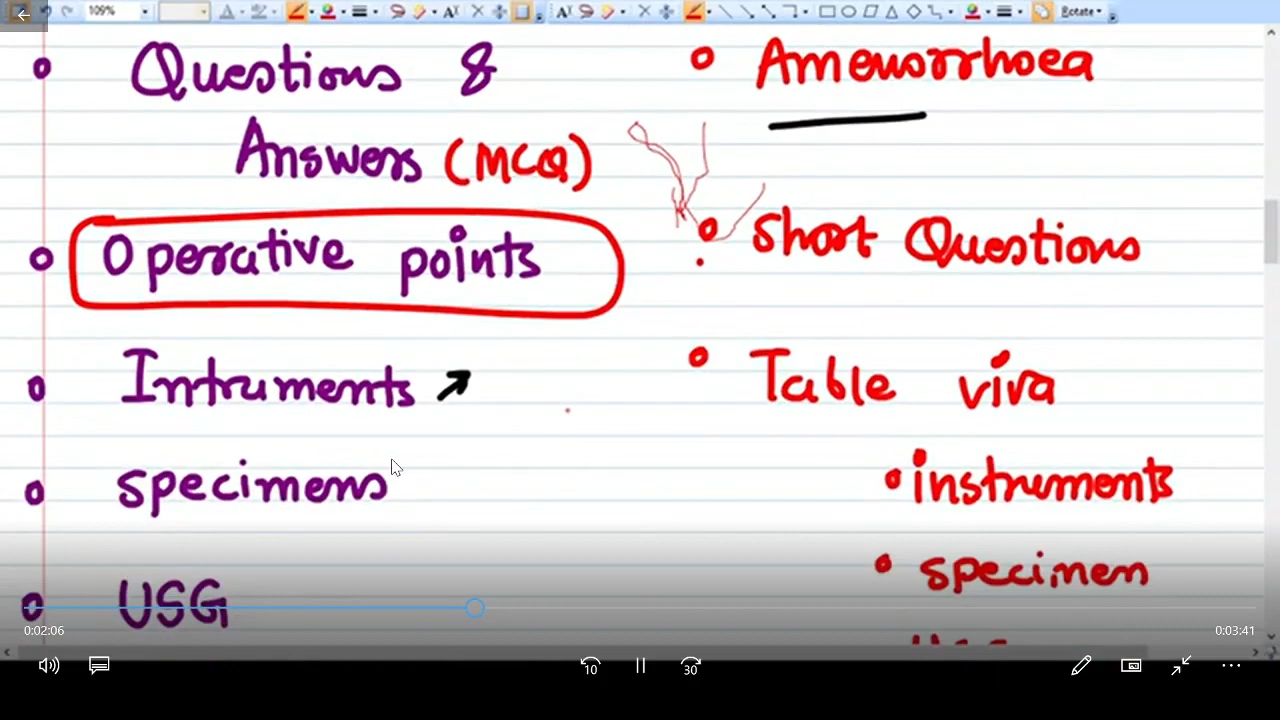 109%
Rotate
Questions &
Answers (MCQ)
Operative points
Intruments
specimens
USG
Amenorrhoea
Short Questions
Table viva
instruments
specimen
0:02:06
0:03:41
10
30